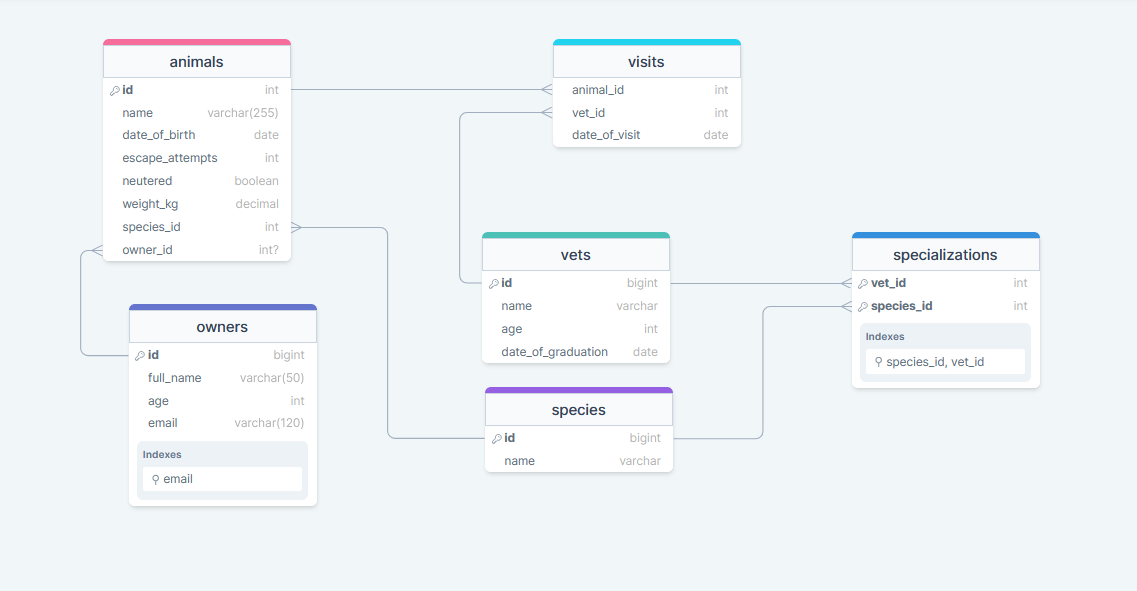 animals
id int
name varchar(255)
date_of_birth date
escape_attempts int
neutered boolean
weight_kg decimal
species_id int
owner_id int?
visits
animal_id int
vet_id int
date_of_visit date
vets
id bigint
name varchar
age int
date_of_graduation date
specializations
vet_id int
species_id int
Indexes
species_id, vet_id
owners
id bigint
full_name varchar(50)
age int
email varchar(120)
Indexes
email
species
id bigint
name varchar